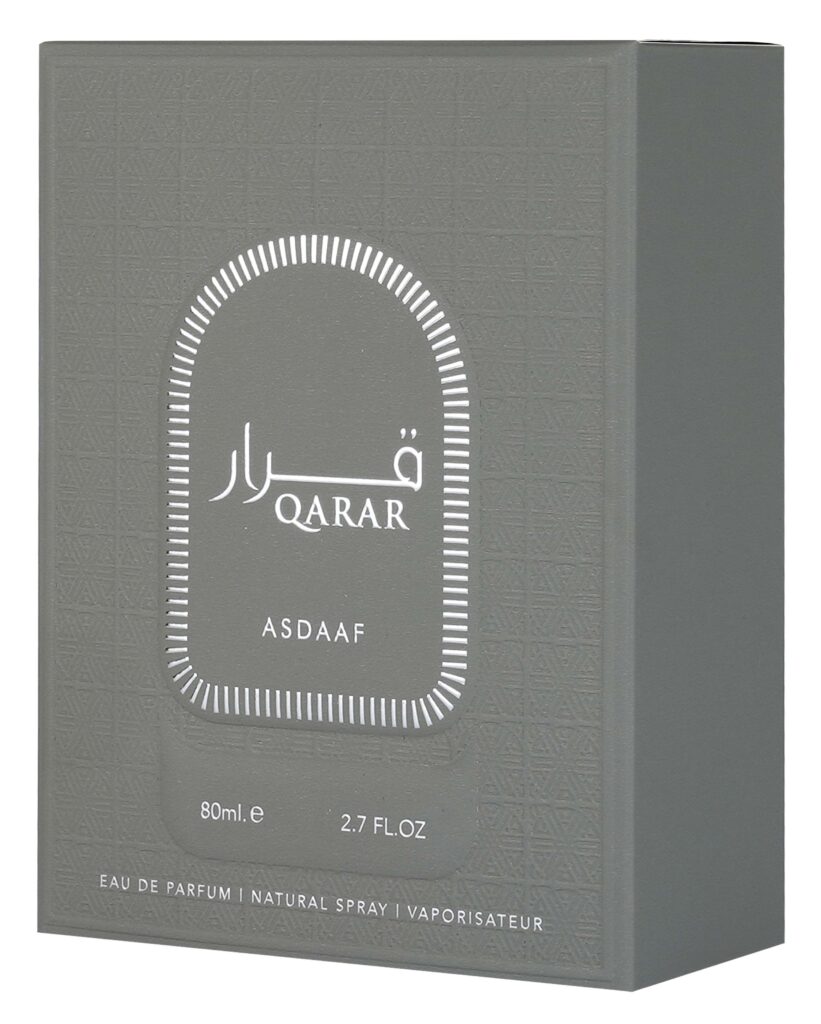 قرار
QARAR
ASDAAF
80ml.e 2.7 FL.OZ
EAU DE PARFUM | NATURAL SPRAY | VAPORISATEUR